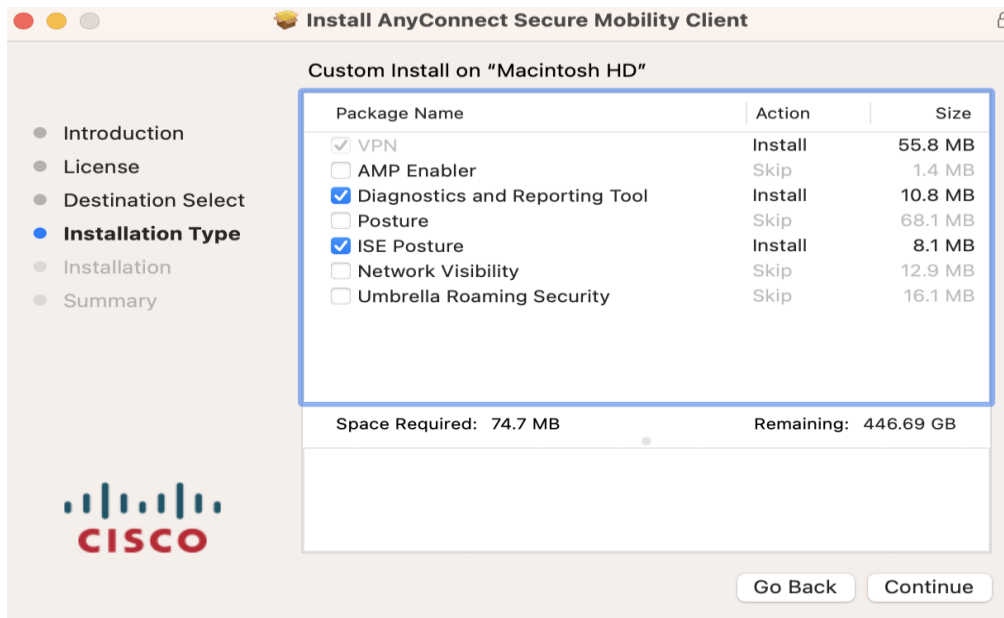 Install AnyConnect Secure Mobility Client
Custom Install on “Macintosh HD”
Introduction
License
Destination Select
Installation Type
Installation
Summary
Package Name Action Size
VPN Install 55.8 MB
AMP Enabler Skip 1.4 MB
Diagnostics and Reporting Tool Install 10.8 MB
Posture Skip 68.1 MB
ISE Posture Install 8.1 MB
Network Visibility Skip 12.9 MB
Umbrella Roaming Security Skip 16.1 MB
Space Required: 74.7 MB Remaining: 446.69 GB
CISCO
Go Back Continue